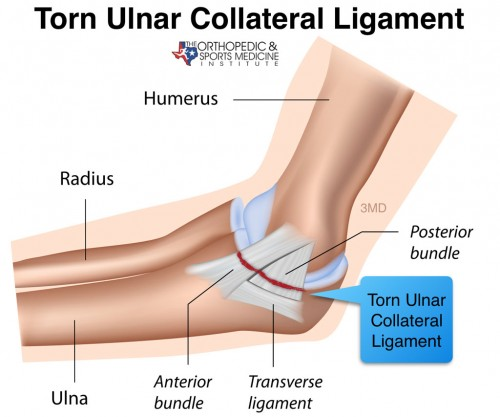 Torn Ulnar Collateral Ligament
THE ORTHOPEDIC &
SPORTS MEDICINE
INSTITUTE
Humerus
Radius
3MD
Posterior
bundle
Torn Ulnar
Collateral
Ligament
Ulna
Anterior
bundle
Transverse
ligament